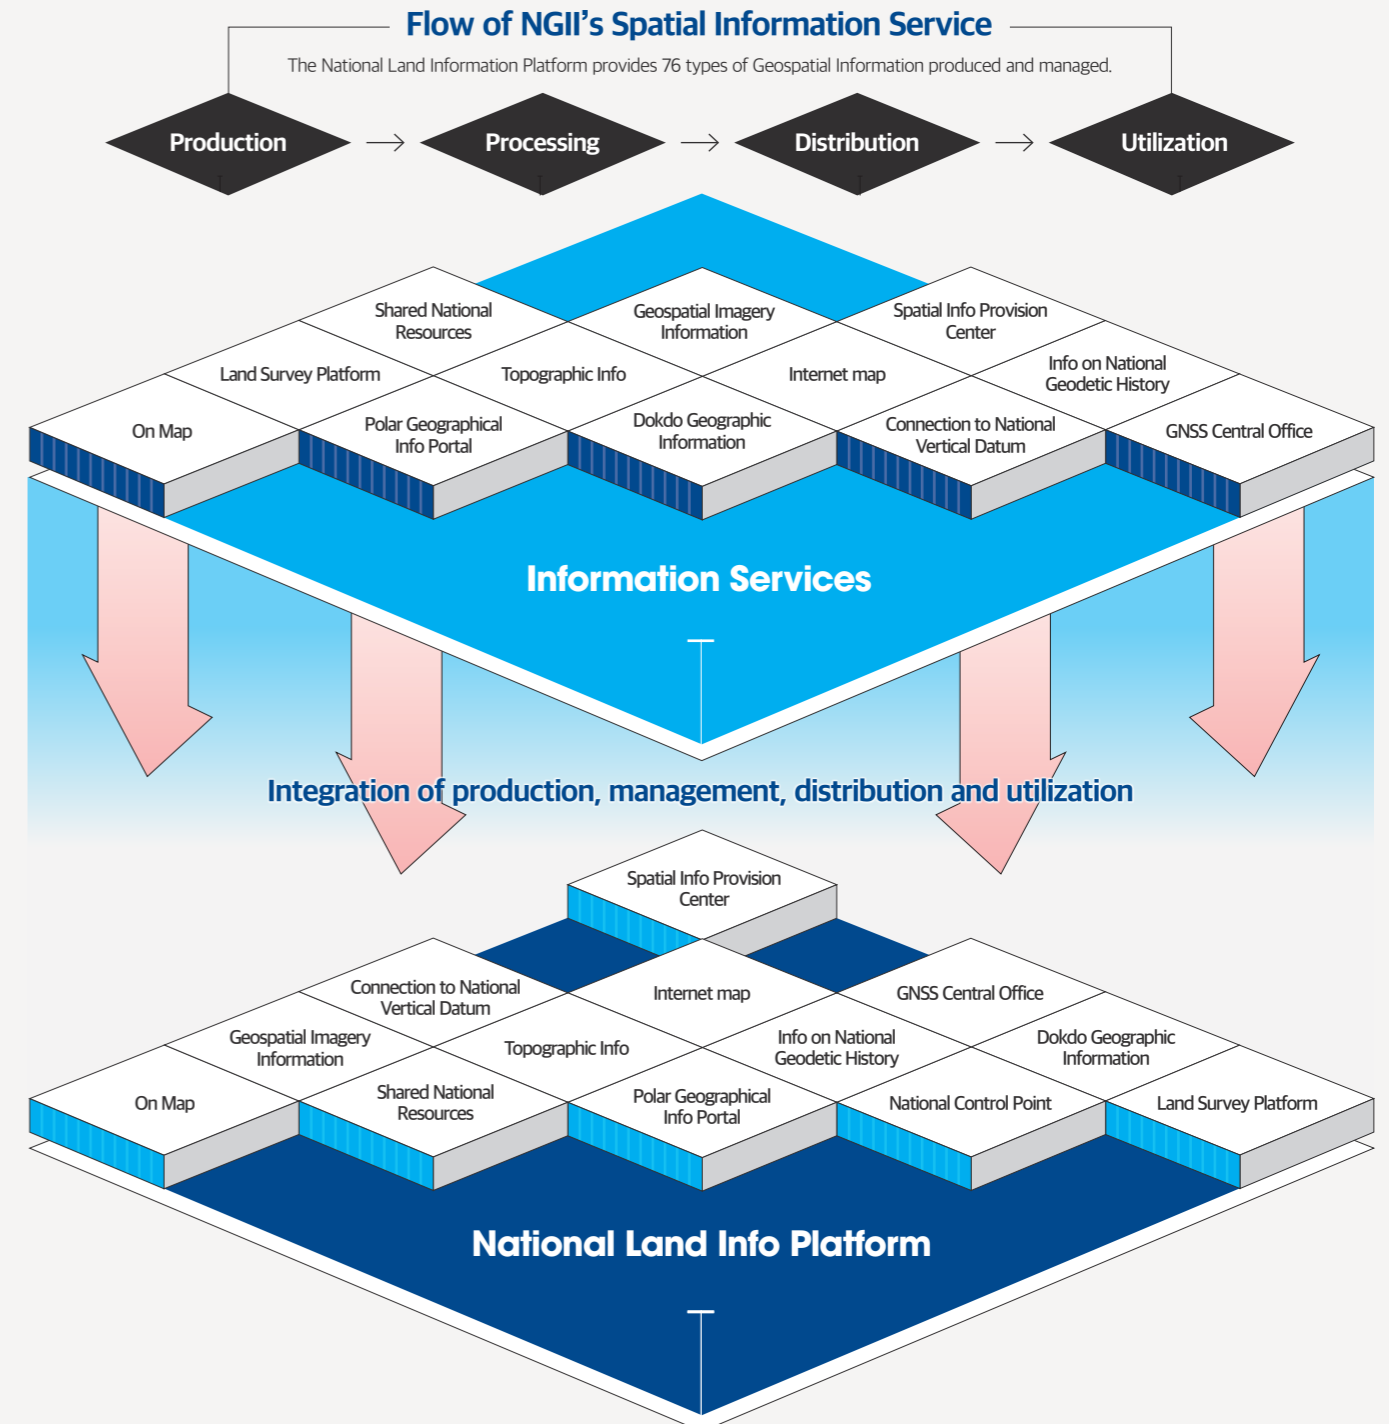 Flow of NGII’s Spatial Information Service
The National Land Information Platform provides 76 types of Geospatial Information produced and managed.
Production
Processing
Distribution
Utilization
Shared National
Resources
Geospatial Imagery
Information
Spatial Info Provision
Center
Land Survey Platform
Topographic Info
Internet map
Info on National
Geodetic History
On Map
Polar Geographical
Info Portal
Dokdo Geographic
Information
Connection to National
Vertical Datum
GNSS Central Office
Information Services
Integration of production, management, distribution and utilization
Spatial Info Provision
Center
Connection to National
Vertical Datum
Internet map
GNSS Central Office
Geospatial Imagery
Information
Topographic Info
Info on National
Geodetic History
Dokdo Geographic
Information
On Map
Shared National
Resources
Polar Geographical
Info Portal
National Control Point
Land Survey Platform
National Land Info Platform